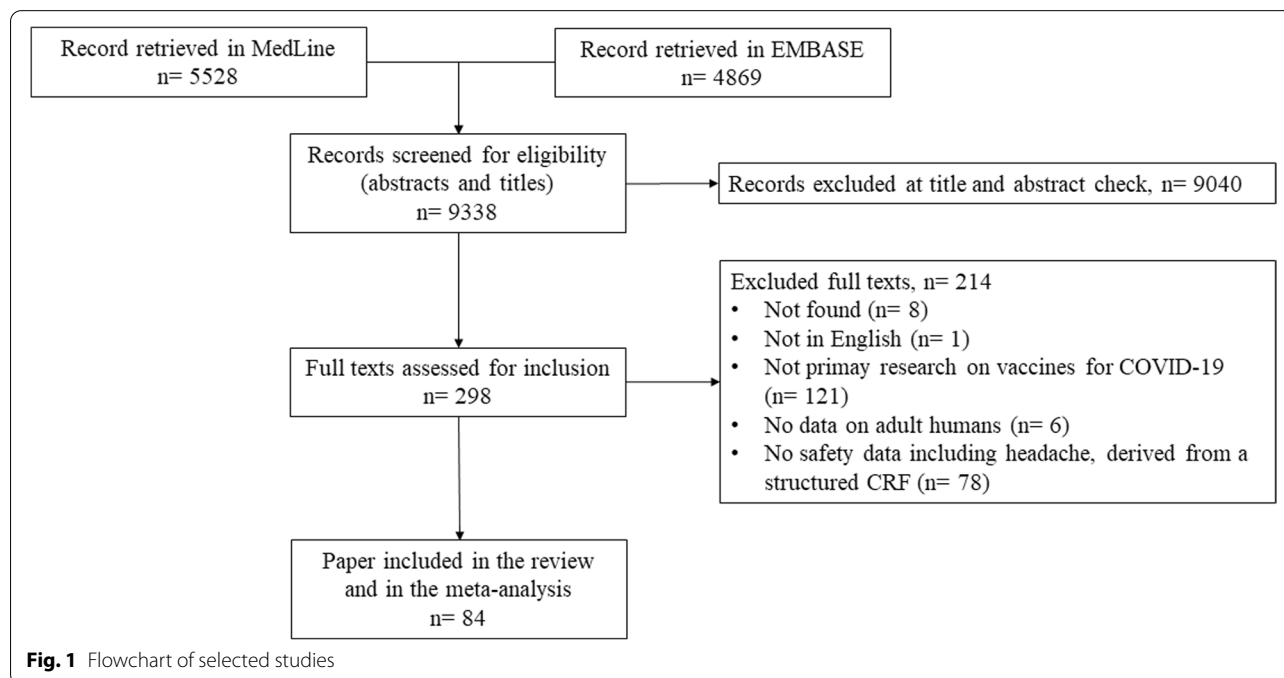 Record retrieved in MedLine
n= 5528
Record retrieved in EMBASE
n= 4869
Records screened for eligibility
(abstracts and titles)
n= 9338
Records excluded at title and abstract check, n= 9040
Excluded full texts, n= 214
• Not found (n= 8)
• Not in English (n= 1)
• Not primay research on vaccines for COVID-19
(n= 121)
• No data on adult humans (n= 6)
• No safety data including headache, derived from a
structured CRF (n= 78)
Full texts assessed for inclusion
n= 298
Paper included in the review
and in the meta-analysis
n= 84
Fig. 1 Flowchart of selected studies